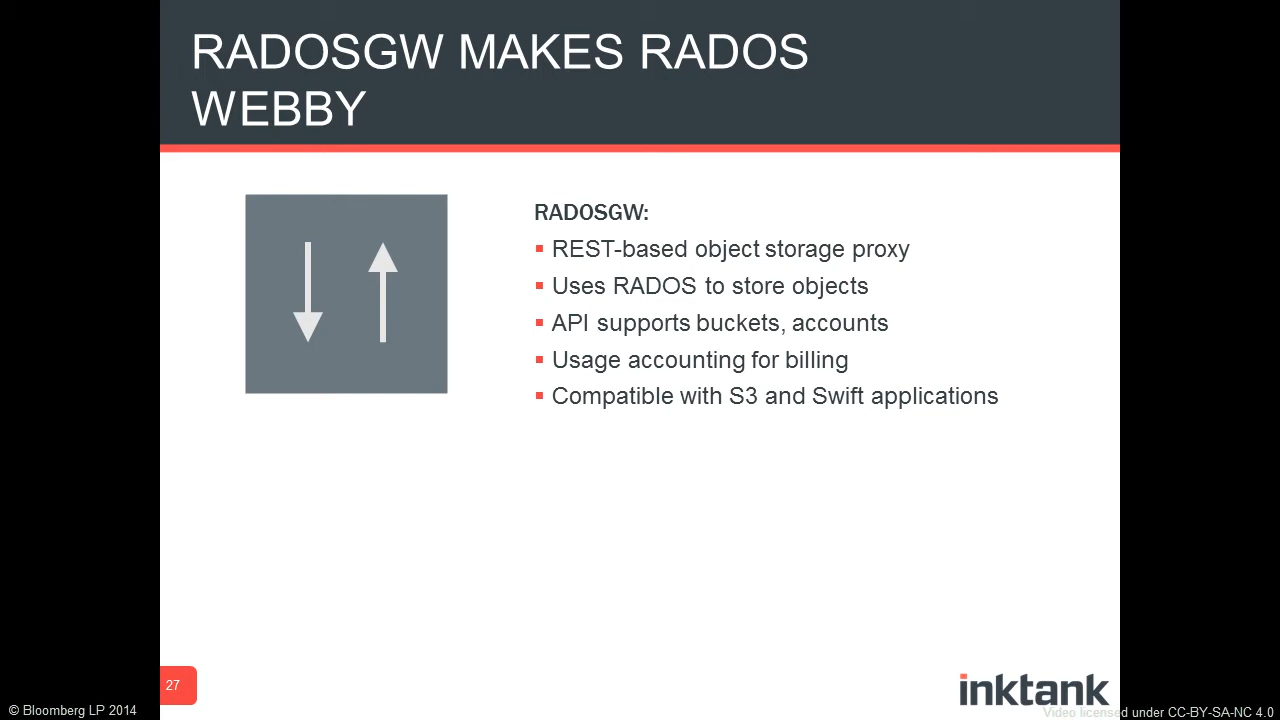 RADOSGW MAKES RADOS
WEBBY
RADOSGW:
REST-based object storage proxy
Uses RADOS to store objects
API supports buckets, accounts
Usage accounting for billing
Compatible with S3 and Swift applications
27
inktank
© Bloomberg LP 2014
Video licensed under CC-BY-SA-NC 4.0